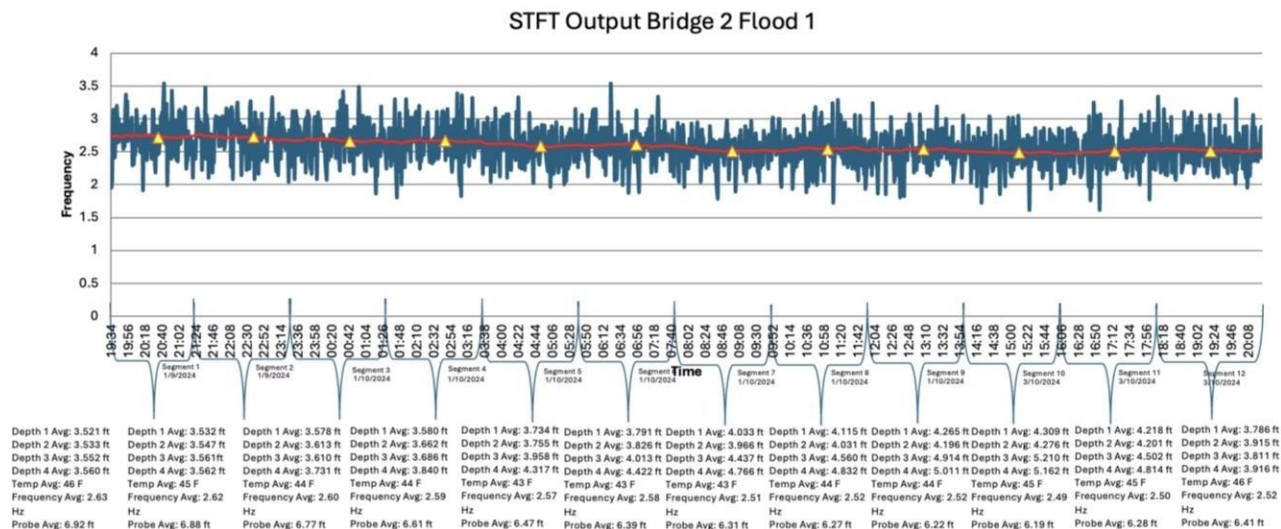 STFT Output Bridge 2 Flood 1
4
3.5
3
2.5
2
1.5
1
0.5
0
Frequency
19:34 19:56 20:18 20:40 21:02 21:24 21:46 22:08 22:30 22:52 23:14 23:36 23:58 00:20 00:42 01:04 01:26 01:48 02:10 02:32 02:54 03:16 03:38 04:00 04:22 04:44 05:06 05:28 05:50 06:12 06:34 06:56 07:18 07:40 08:02 08:24 08:46 09:08 09:30 09:52 10:14 10:36 10:58 11:20 11:42 12:04 12:26 12:48 13:10 13:32 13:54 14:16 14:38 15:00 15:22 15:44 16:06 16:28 16:50 17:12 17:34 17:56 18:18 18:40 19:02 19:24 19:46 20:08
Time
Segment 1
1/9/2024
Segment 2
1/9/2024
Segment 3
1/10/2024
Segment 4
1/10/2024
Segment 5
1/10/2024
Segment
1/10/2024
Segment 7
1/10/2024
Segment 8
1/10/2024
Segment 9
1/10/2024
Segment 10
3/10/2024
Segment 11
3/10/2024
Segment 12
3/10/2024
Depth 1 Avg: 3.521 ft
Depth 2 Avg: 3.533 ft
Depth 3 Avg: 3.552 ft
Depth 4 Avg: 3.560 ft
Temp Avg: 46 F
Frequency Avg: 2.63
Hz
Probe Avg: 6.92 ft
Depth 1 Avg: 3.532 ft
Depth 2 Avg: 3.547 ft
Depth 3 Avg: 3.561ft
Depth 4 Avg: 3.562 ft
Temp Avg: 45 F
Frequency Avg: 2.62
Hz
Probe Avg: 6.88 ft
Depth 1 Avg: 3.578 ft
Depth 2 Avg: 3.613 ft
Depth 3 Avg: 3.610 ft
Depth 4 Avg: 3.731 ft
Temp Avg: 44 F
Frequency Avg: 2.60
Hz
Probe Avg: 6.77 ft
Depth 1 Avg: 3.580 ft
Depth 2 Avg: 3.662 ft
Depth 3 Avg: 3.686 ft
Depth 4 Avg: 3.840 ft
Temp Avg: 44 F
Frequency Avg: 2.59
Hz
Probe Avg: 6.61 ft
Depth 1 Avg: 3.734 ft
Depth 2 Avg: 3.755 ft
Depth 3 Avg: 3.958 ft
Depth 4 Avg: 4.317 ft
Temp Avg: 43 F
Frequency Avg: 2.57
Hz
Probe Avg: 6.47 ft
Depth 1 Avg: 3.791 ft
Depth 2 Avg: 3.826 ft
Depth 3 Avg: 4.013 ft
Depth 4 Avg: 4.422 ft
Temp Avg: 43 F
Frequency Avg: 2.58
Hz
Probe Avg: 6.39 ft
Depth 1 Avg: 4.033 ft
Depth 2 Avg: 3.966 ft
Depth 3 Avg: 4.437 ft
Depth 4 Avg: 4.766 ft
Temp Avg: 43 F
Frequency Avg: 2.51
Hz
Probe Avg: 6.31 ft
Depth 1 Avg: 4.115 ft
Depth 2 Avg: 4.031 ft
Depth 3 Avg: 4.560 ft
Depth 4 Avg: 4.832 ft
Temp Avg: 44 F
Frequency Avg: 2.52
Hz
Probe Avg: 6.27 ft
Depth 1 Avg: 4.265 ft
Depth 2 Avg: 4.196 ft
Depth 3 Avg: 4.914 ft
Depth 4 Avg: 5.011 ft
Temp Avg: 44 F
Frequency Avg: 2.52
Hz
Probe Avg: 6.22 ft
Depth 1 Avg: 4.309 ft
Depth 2 Avg: 4.276 ft
Depth 3 Avg: 5.210 ft
Depth 4 Avg: 5.162 ft
Temp Avg: 45 F
Frequency Avg: 2.49
Hz
Probe Avg: 6.19 ft
Depth 1 Avg: 4.218 ft
Depth 2 Avg: 4.201 ft
Depth 3 Avg: 4.502 ft
Depth 4 Avg: 4.814 ft
Temp Avg: 45 F
Frequency Avg: 2.50
Hz
Probe Avg: 6.28 ft
Depth 1 Avg: 3.786 ft
Depth 2 Avg: 3.915 ft
Depth 3 Avg: 3.811 ft
Depth 4 Avg: 3.916 ft
Temp Avg: 46 F
Frequency Avg: 2.52
Hz
Probe Avg: 6.41 ft